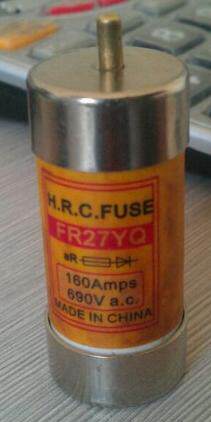 H.R.C.FUSE
FR27YQ
aR
160Amps
690V a.c.
MADE IN CHINA